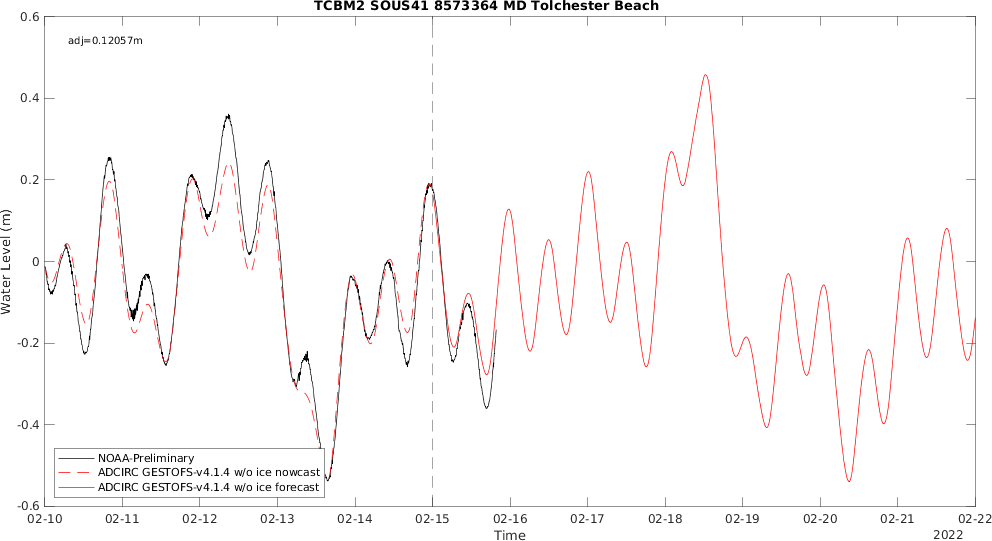 TCBM2 SOUS41 8573364 MD Tolchester Beach
adj=0.12057m
0.6
0.4
0.2
0
-0.2
-0.4
-0.6
Water Level (m)
NOAA-Preliminary
ADCIRC GESTOFS-v4.1.4 w/o ice nowcast
ADCIRC GESTOFS-v4.1.4 w/o ice forecast
02-10 02-11 02-12 02-13 02-14 02-15 02-16 02-17 02-18 02-19 02-20 02-21 02-22
Time
2022